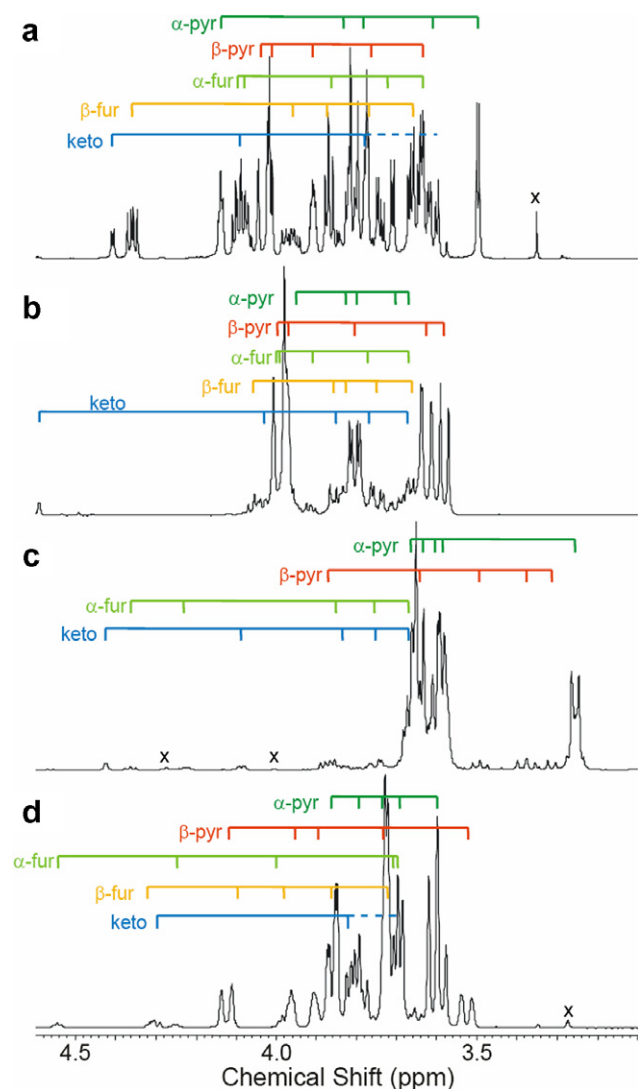 a
α-pyr
β-pyr
α-fur
β-fur
keto
x
b
α-pyr
β-pyr
α-fur
β-fur
keto
c
α-pyr
β-pyr
α-fur
keto
x x
d
α-pyr
β-pyr
α-fur
β-fur
keto
x
4.5 4.0 3.5
Chemical Shift (ppm)